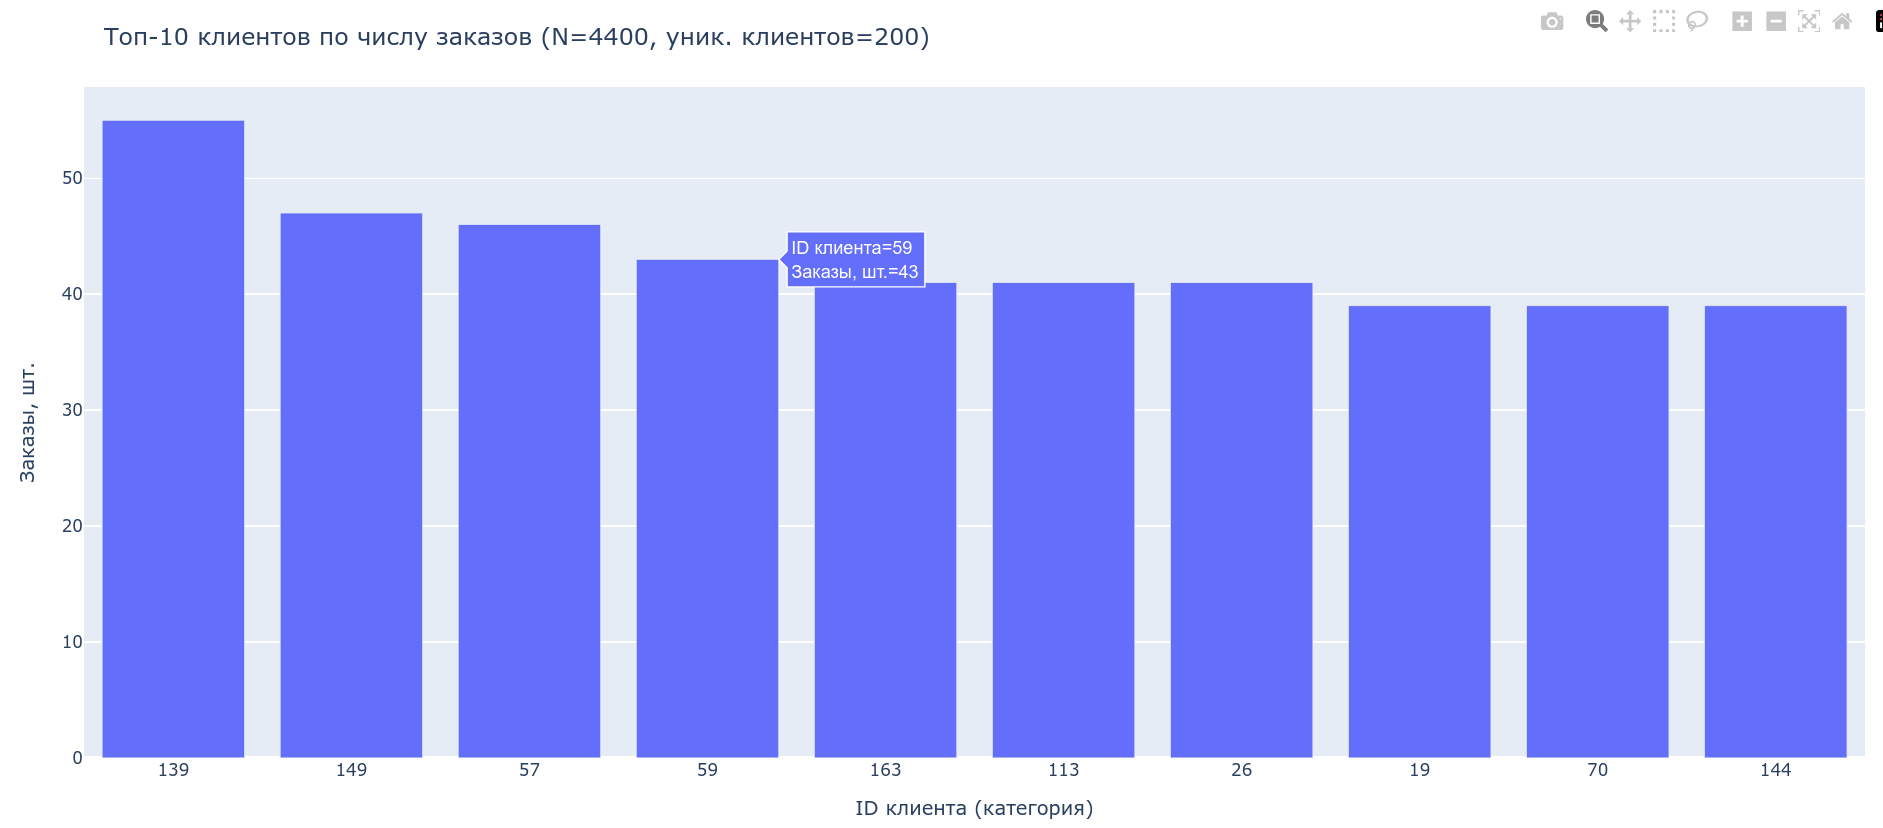 Топ-10 клиентов по числу заказов (N=4400, уник. клиентов=200)
Заказы, шт.
50
40
30
20
10
0
ID клиента=59
Заказы, шт.=43
139 149 57 59 163 113 26 19 70 144
ID клиента (категория)